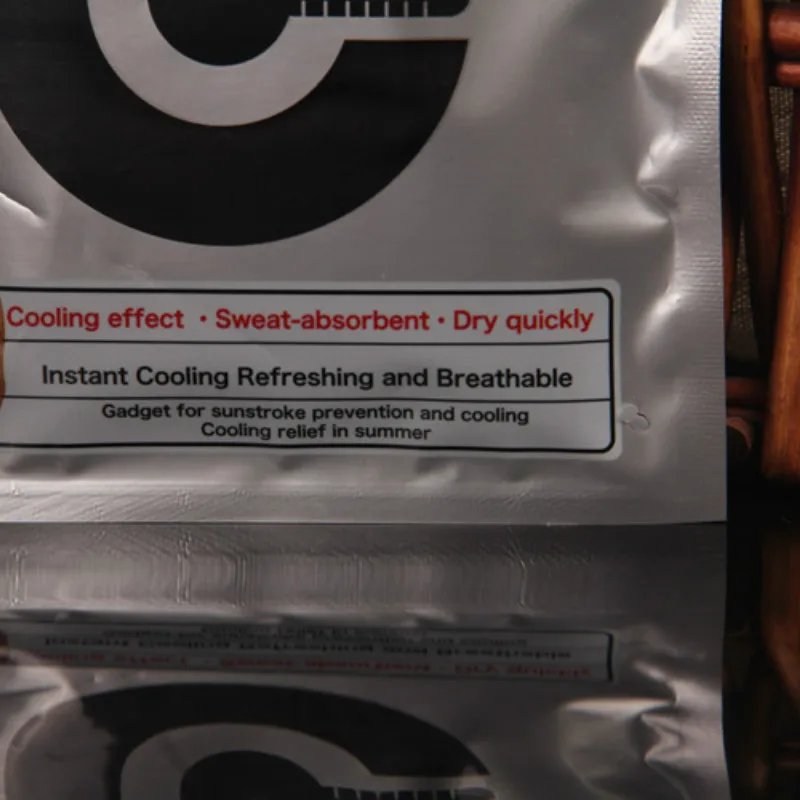 Cooling effect ・Sweat-absorbent・Dry quickly
Instant Cooling Refreshing and Breathable
Gadget for sunstroke prevention and cooling
Cooling relief in summer